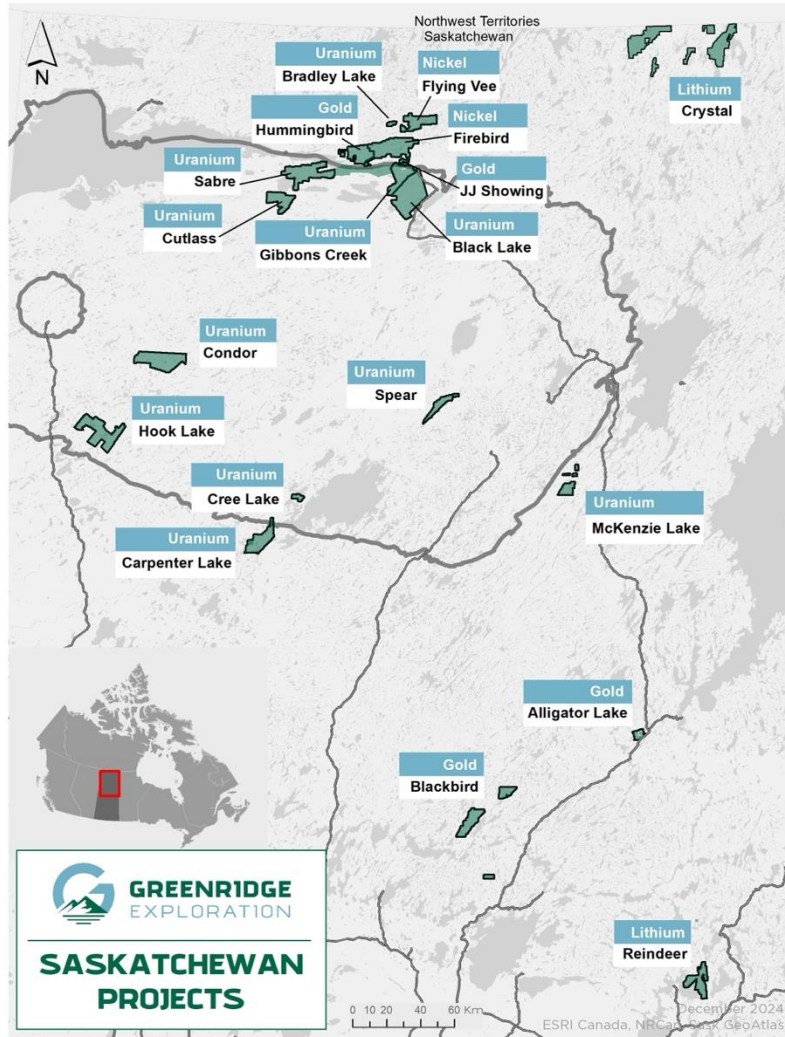 Northwest Territories
Saskatchewan
Uranium
Bradley Lake
Nickel
Flying Vee
Gold
Hummingbird
Nickel
Firebird
Lithium
Crystal
Uranium
Sabre
Gold
JJ Showing
Uranium
Cutlass
Uranium
Gibbons Creek
Uranium
Black Lake
N
Uranium
Condor
Uranium
Spear
Uranium
Hook Lake
Uranium
Cree Lake
Uranium
McKenzie Lake
Uranium
Carpenter Lake
Gold
Alligator Lake
Gold
Blackbird
Lithium
Reindeer
G
GREENRIDGE
EXPLORATION
SASKATCHEWAN
PROJECTS
0 10 20 40 60 Km
December 2024
ESRI Canada, NRCan, Sask GeoAtlas